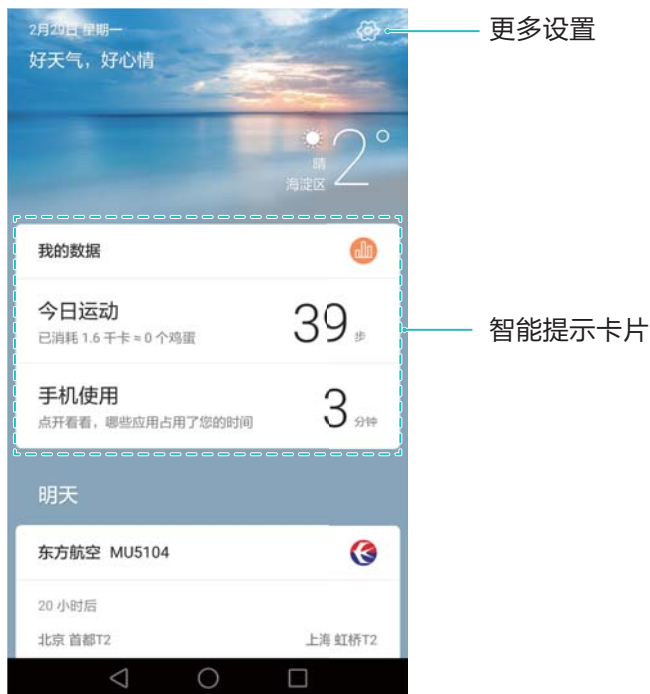 2月29日 星期一
更多设置
好天气，好心情
2°
晴
海淀区
我的数据
今日运动
39 步
已消耗 1.6 千卡 ≈ 0 个鸡蛋
智能提示卡片
手机使用
3 分钟
点开看看，哪些应用占用了您的时间
明天
东方航空 MU5104
20 小时后
北京 首都T2
上海 虹桥T2